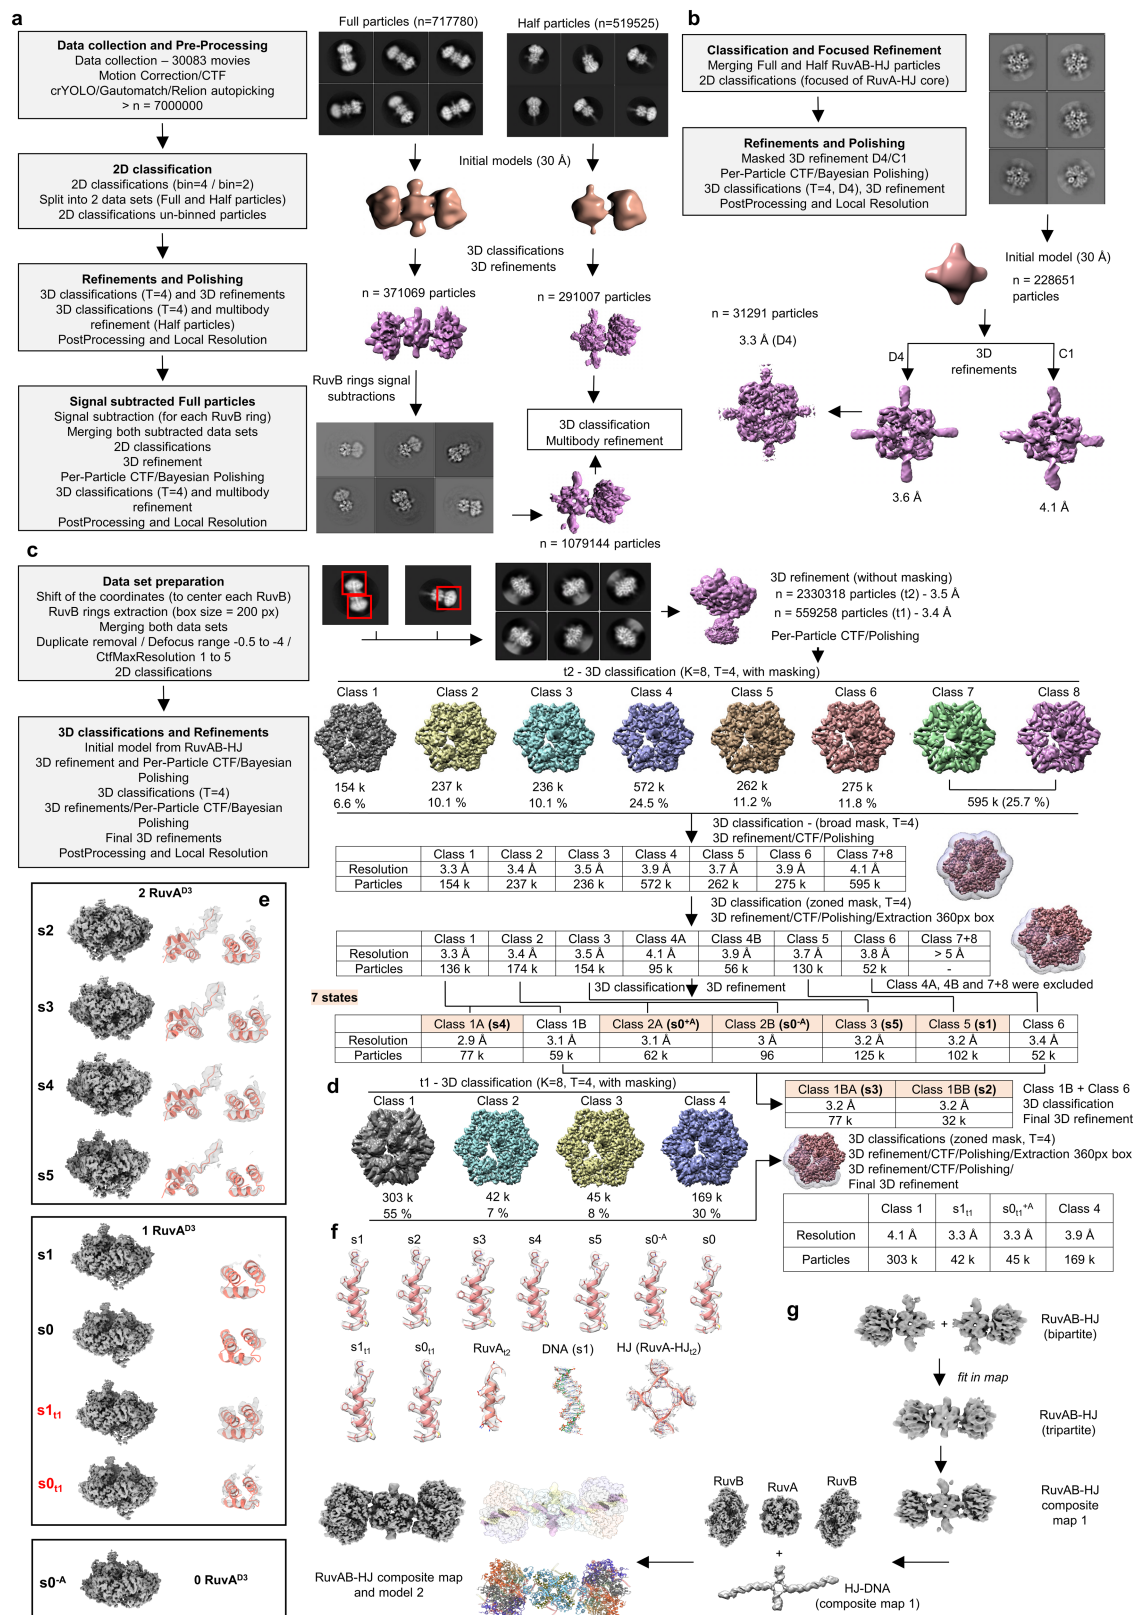 a
Data collection and Pre-Processing
Data collection – 30083 movies
Motion Correction/CTF
crYOLO/Gautomatch/Relion autopicking
> n = 7000000
2D classification
2D classifications (bin=4 / bin=2)
Split into 2 data sets (Full and Half particles)
2D classifications un-binned particles
Refinements and Polishing
3D classifications (T=4) and 3D refinements
3D classifications (T=4) and multibody
refinement (Half particles)
PostProcessing and Local Resolution
Signal subtracted Full particles
Signal subtraction (for each RuvB ring)
Merging both subtracted data sets
2D classifications
3D refinement
Per-Particle CTF/Bayesian Polishing
3D classifications (T=4) and multibody
refinement
PostProcessing and Local Resolution
Full particles (n=717780)
Half particles (n=519525)
Initial models (30 Å)
3D classifications
3D refinements
n = 371069 particles
n = 291007 particles
RuvB rings signal
subtractions
3D classification
Multibody refinement
n = 1079144 particles
b
Classification and Focused Refinement
Merging Full and Half RuvAB-HJ particles
2D classifications (focused of RuvA-HJ core)
Refinements and Polishing
Masked 3D refinement D4/C1
Per-Particle CTF/Bayesian Polishing)
3D classifications (T=4, D4), 3D refinement
PostProcessing and Local Resolution
Initial model (30 Å)
n = 228651
particles
n = 31291 particles
3.3 Å (D4)
D4
3D
refinements
C1
3.6 Å
4.1 Å
c
Data set preparation
Shift of the coordinates (to center each RuvB)
RuvB rings extraction (box size = 200 px)
Merging both data sets
Duplicate removal / Defocus range -0.5 to -4 /
CtfMaxResolution 1 to 5
2D classifications
3D classifications and Refinements
Initial model from RuvAB-HJ
3D refinement and Per-Particle CTF/Bayesian
Polishing
3D classifications (T=4)
3D refinements/Per-Particle CTF/Bayesian
Polishing
Final 3D refinements
PostProcessing and Local Resolution
3D refinement (without masking)
n = 2330318 particles (t2) - 3.5 Å
n = 559258 particles (t1) - 3.4 Å
Per-Particle CTF/Polishing
t2 - 3D classification (K=8, T=4, with masking)
Class 1 Class 2 Class 3 Class 4 Class 5 Class 6 Class 7 Class 8
154 k 237 k 236 k 572 k 262 k 275 k 595 k (25.7 %)
6.6 % 10.1 % 10.1 % 24.5 % 11.2 % 11.8 %
3D classification - (broad mask, T=4)
3D refinement/CTF/Polishing
Class 1 Class 2 Class 3 Class 4 Class 5 Class 6 Class 7+8
Resolution 3.3 Å 3.4 Å 3.5 Å 3.9 Å 3.7 Å 3.9 Å 4.1 Å
Particles 154 k 237 k 236 k 572 k 262 k 275 k 595 k
3D classification (zoned mask, T=4)
3D refinement/CTF/Polishing/Extraction 360px box
Class 1 Class 2 Class 3 Class 4A Class 4B Class 5 Class 6 Class 7+8
Resolution 3.3 Å 3.4 Å 3.5 Å 4.1 Å 3.9 Å 3.7 Å 3.8 Å > 5 Å
Particles 136 k 174 k 154 k 95 k 56 k 130 k 52 k -
3D classification 3D refinement
Class 4A, 4B and 7+8 were excluded
7 states
Class 1A (s4) Class 1B Class 2A (s0+A) Class 2B (s0-A) Class 3 (s5) Class 5 (s1) Class 6
Resolution 2.9 Å 3.1 Å 3.1 Å 3 Å 3.2 Å 3.2 Å 3.4 Å
Particles 77 k 59 k 62 k 96 125 k 102 k 52 k
Class 1BA (s3) Class 1BB (s2)
3.2 Å 3.2 Å
77 k 32 k
Class 1B + Class 6
3D classification
Final 3D refinement
d
t1 - 3D classification (K=8, T=4, with masking)
Class 1 Class 2 Class 3 Class 4
303 k 42 k 45 k 169 k
55 % 7 % 8 % 30 %
3D classifications (zoned mask, T=4)
3D refinement/CTF/Polishing/Extraction 360px box
3D refinement/CTF/Polishing/
Final 3D refinement
Class 1 s1t1 s0t1+A Class 4
Resolution 4.1 Å 3.3 Å 3.3 Å 3.9 Å
Particles 303 k 42 k 45 k 169 k
e
2 RuvAD3
s2
s3
s4
s5
1 RuvAD3
s1
s0
s1t1
s0t1
s0-A
0 RuvAD3
f
s1 s2 s3 s4 s5 s0-A s0
s1t1 s0t1 RuvAt2 DNA (s1) HJ (RuvA-HJt2)
g
+
RuvAB-HJ
(bipartite)
fit in map
RuvAB-HJ
(tripartite)
RuvAB-HJ
composite
map 1
RuvB RuvA RuvB
+
HJ-DNA
(composite map 1)
RuvAB-HJ composite map
and model 2